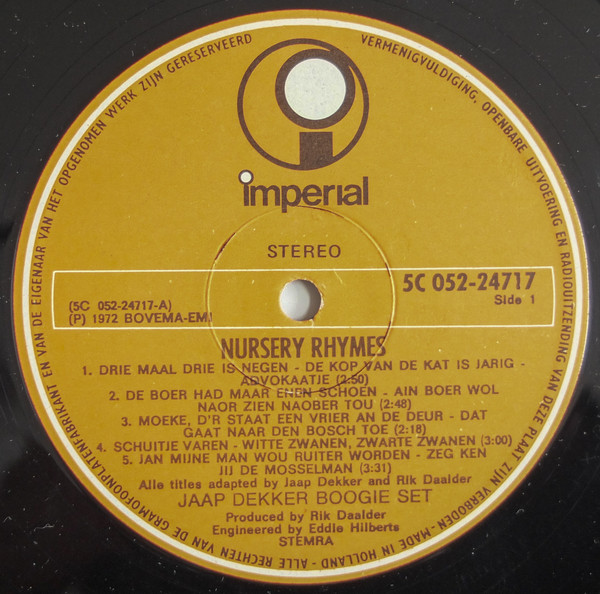 ALLE RECHTEN VAN DE GRAMOFOONPLATENFABRIKANT EN VAN DE EIGENAAR VAN HET OPGENOMEN WERK ZIJN GERESERVEERD
VERMENIGVULDIGING, OPENBARE UITVOERING EN RADIOUITZENDING VAN DEZE PLAAT ZIJN VERBODEN - MADE IN HOLLAND -
imperial
STEREO
5C 052-24717
Side 1
(5C 052-24717-A)
(P) 1972 BOVEMA-EMI
NURSERY RHYMES
1. DRIE MAAL DRIE IS NEGEN - DE KOP VAN DE KAT IS JARIG -
ADVOKAATJE (2:50)
2. DE BOER HAD MAAR ENEN SCHOEN - AIN BOER WOL
NAOR ZIEN NAOBER TOU (2:48)
3. MOEKE, D'R STAAT EEN VRIER AN DE DEUR - DAT
GAAT NAAR DEN BOSCH TOE (2:18)
4. SCHUITJE VAREN - WITTE ZWANEN, ZWARTE ZWANEN (3:00)
5. JAN MIJNE MAN WOU RUITER WORDEN - ZEG KEN
JIJ DE MOSSELMAN (3:31)
Alle titles adapted by Jaap Dekker and Rik Daalder
JAAP DEKKER BOOGIE SET
Produced by Rik Daalder
Engineered by Eddie Hilberts
STEMRA